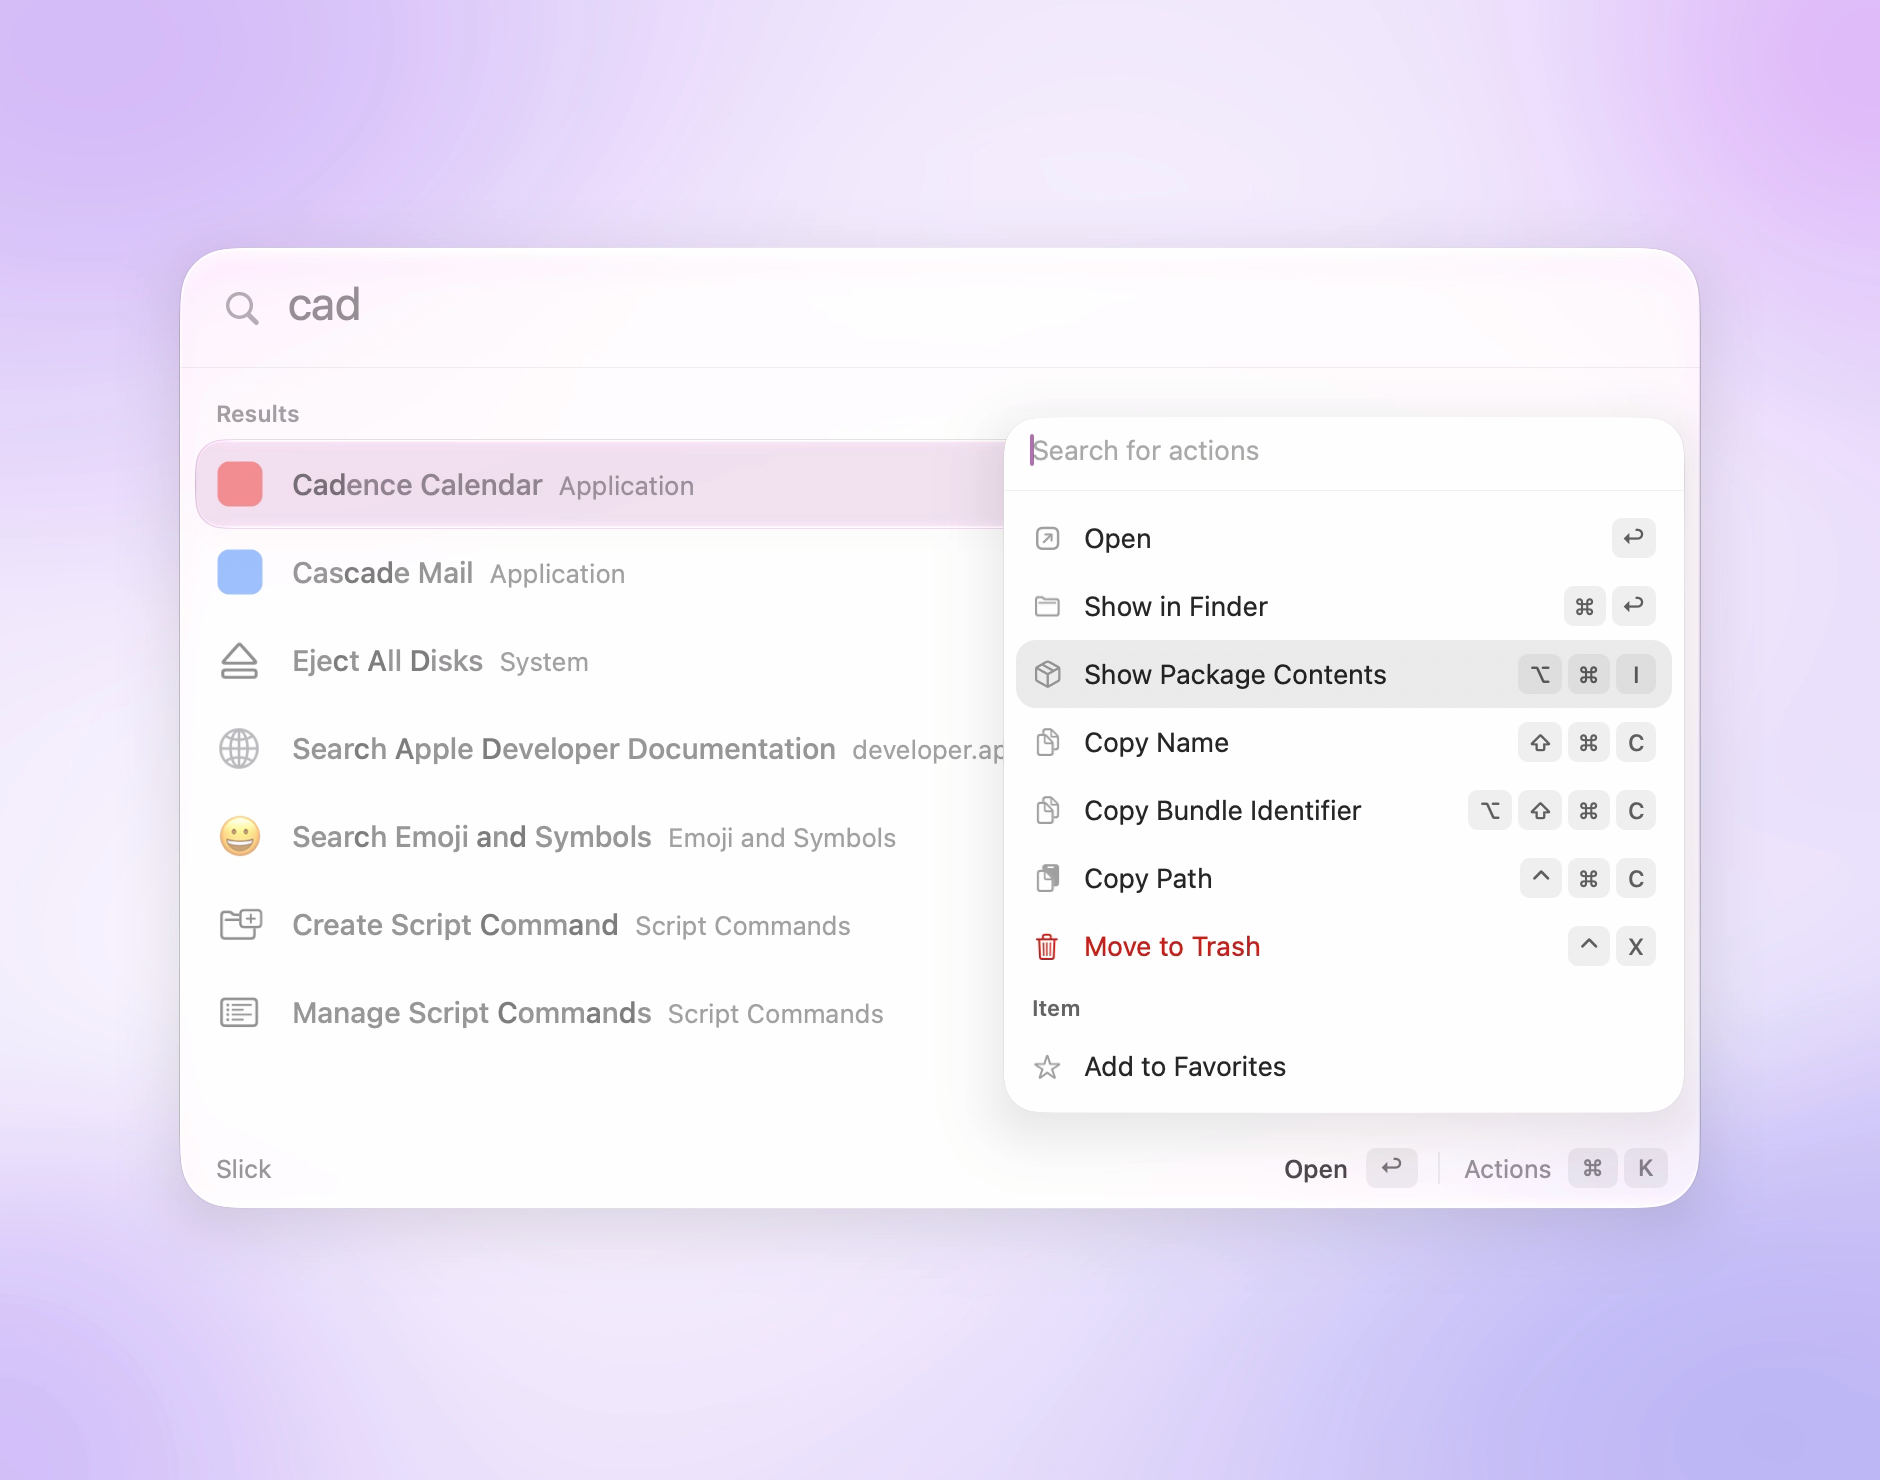 cad
Results
Cadence Calendar Application
Cascade Mail Application
Eject All Disks System
Search Apple Developer Documentation developer.ap
Search Emoji and Symbols Emoji and Symbols
Create Script Command Script Commands
Manage Script Commands Script Commands
Search for actions
Open ↩
Show in Finder ⌘ ↩
Show Package Contents ⌥ ⌘ I
Copy Name ⇧ ⌘ C
Copy Bundle Identifier ⌥ ⇧ ⌘ C
Copy Path ^ ⌘ C
Move to Trash ^ X
Item
Add to Favorites
Slick
Open ↩ Actions ⌘ K